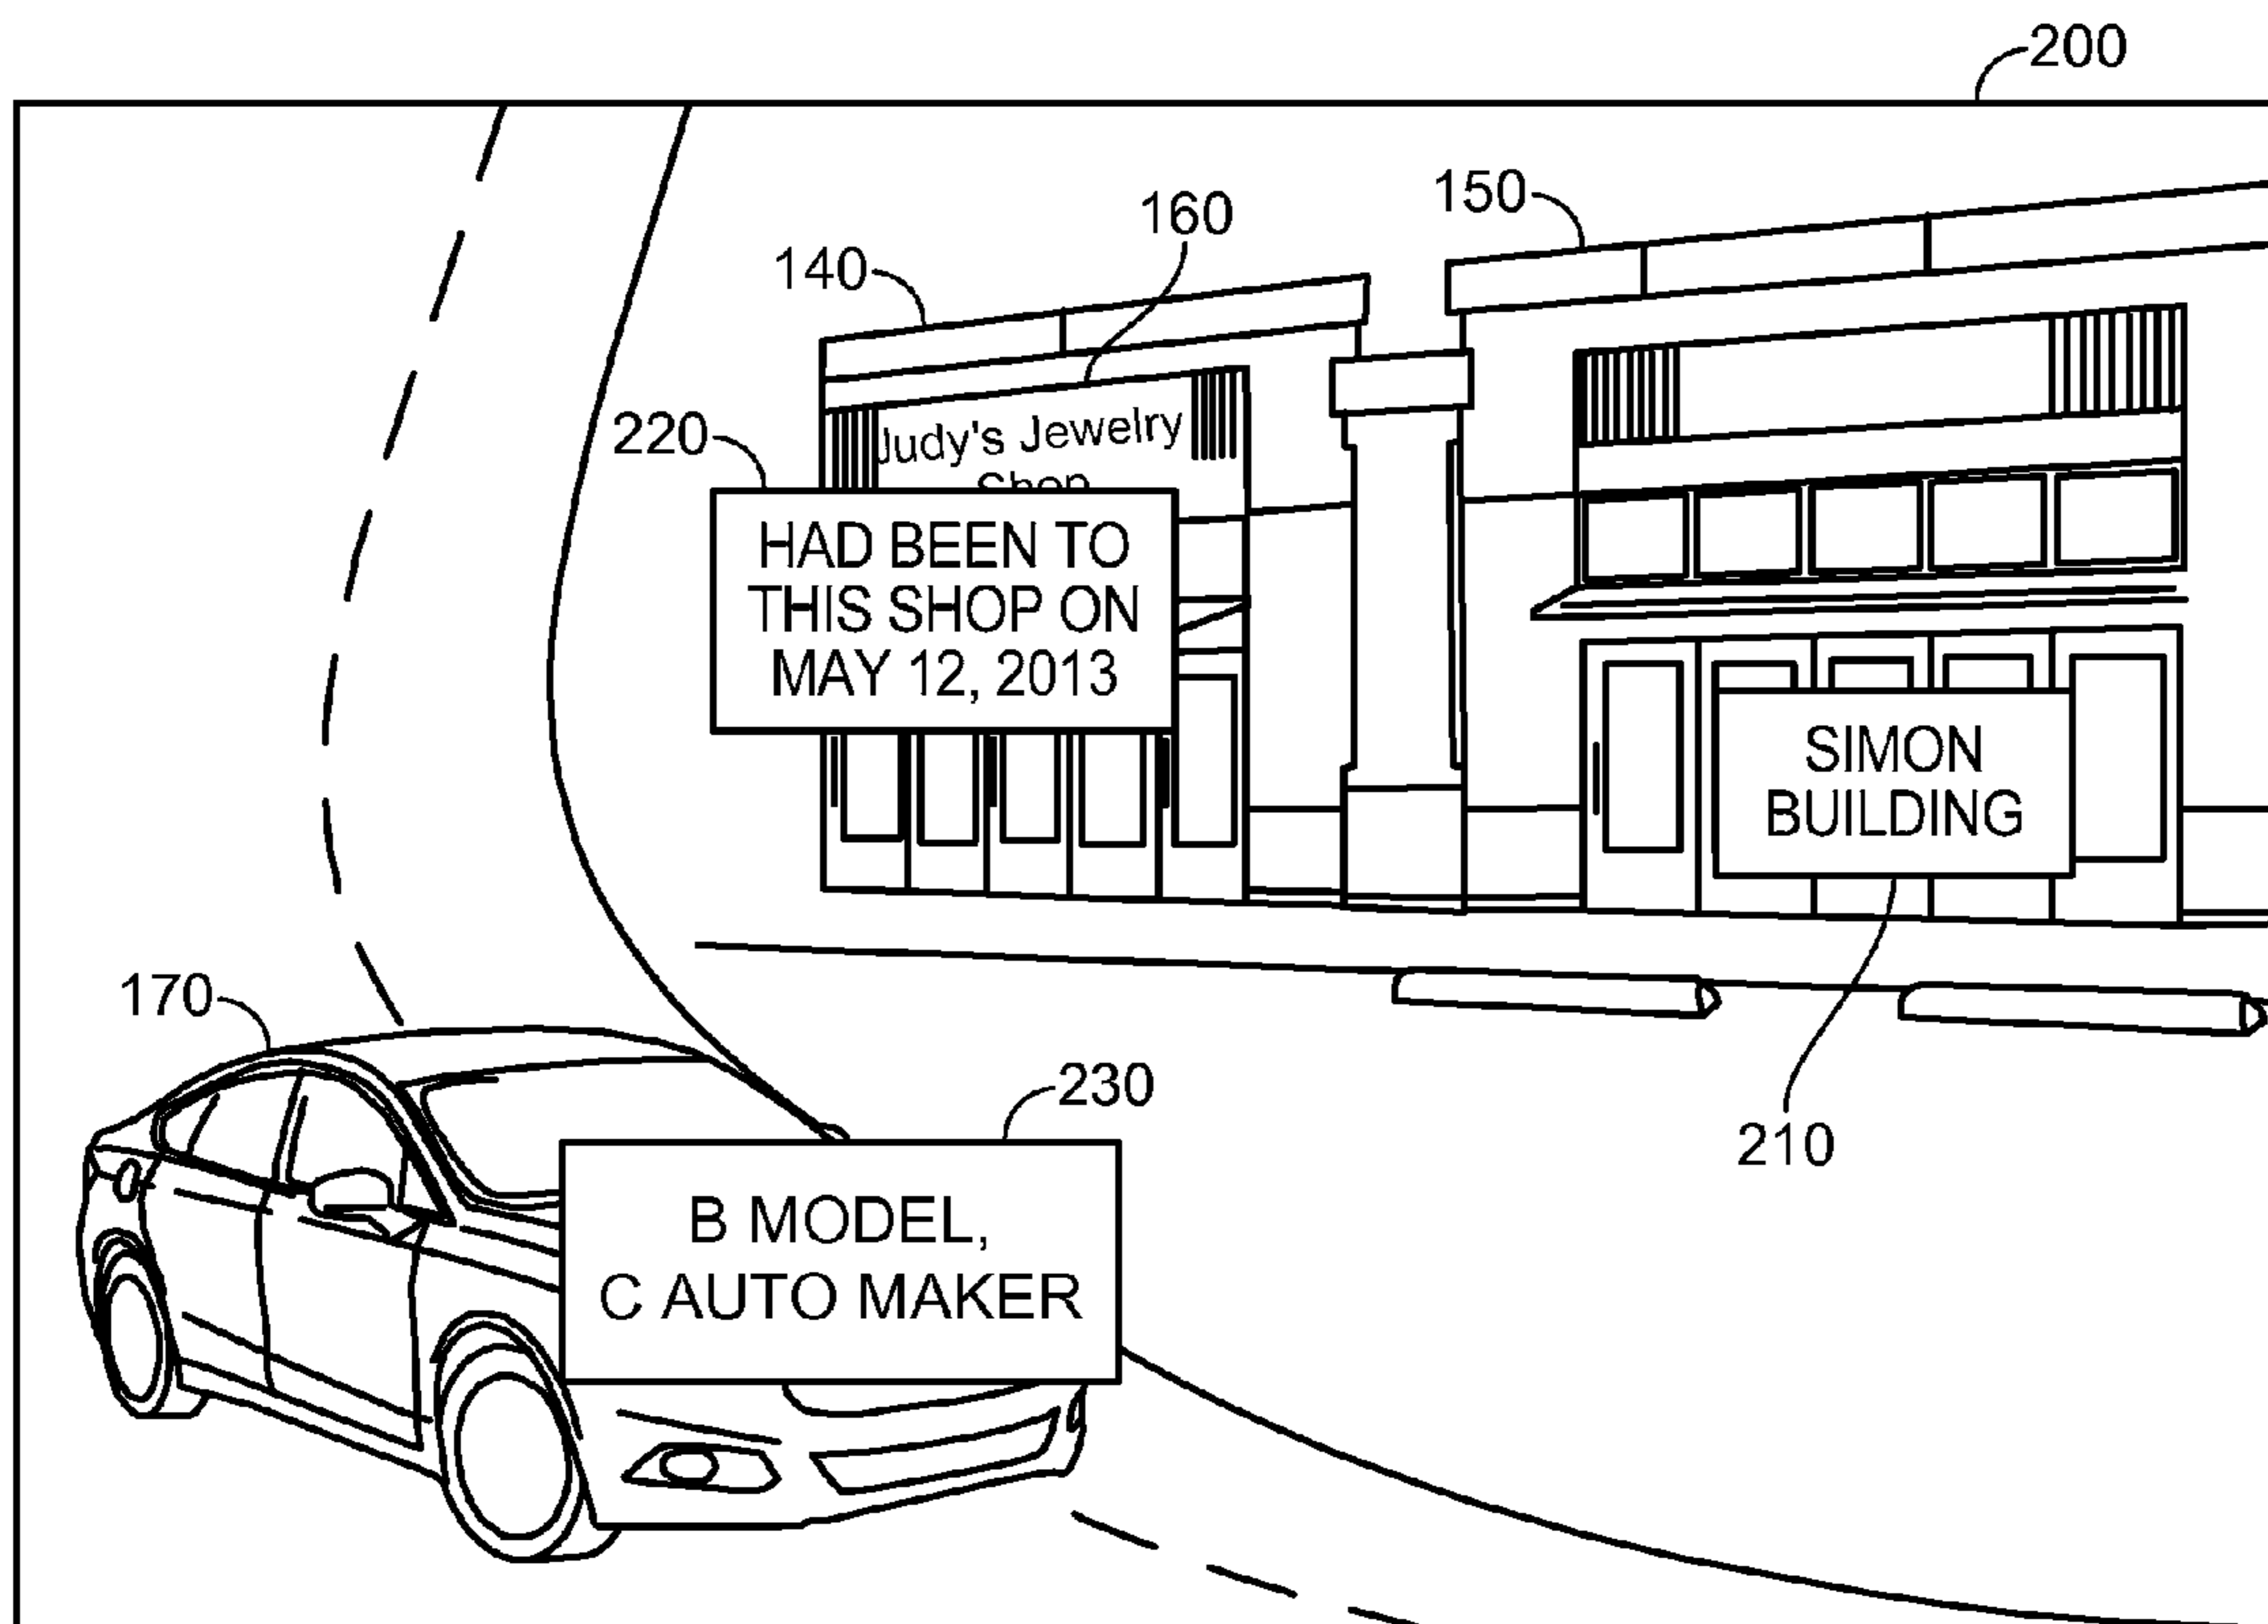 200
160
150
140
220
Judy's Jewelry
Shop
HAD BEEN TO
THIS SHOP ON
MAY 12, 2013
SIMON
BUILDING
170
230
210
B MODEL,
C AUTO MAKER